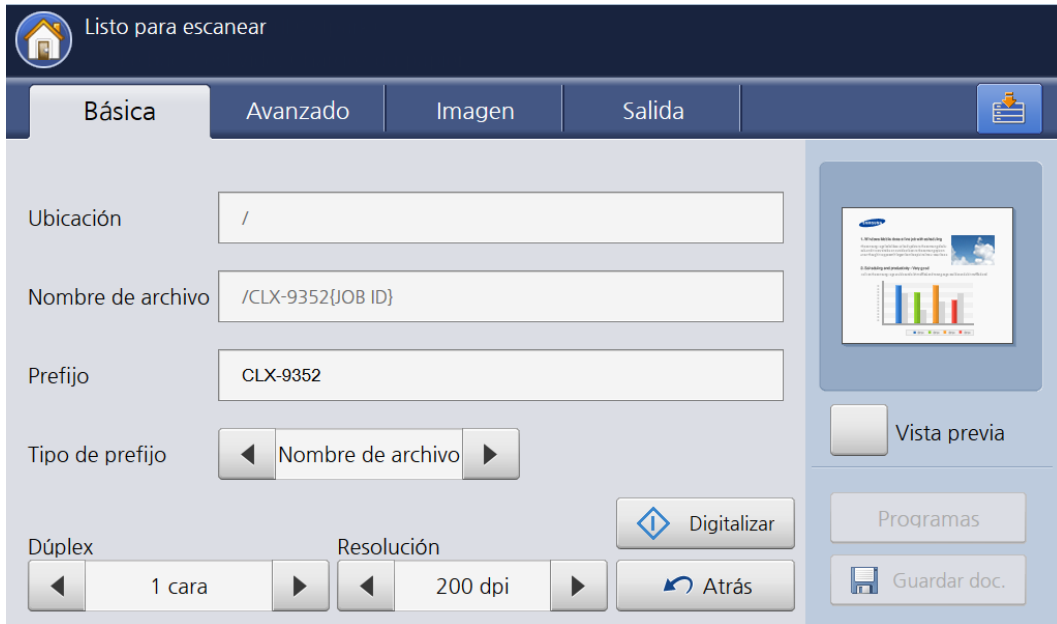 Listo para escanear
Básica
Avanzado
Imagen
Salida
Ubicación
/
Nombre de archivo
/CLX-9352{JOB ID}
Prefijo
CLX-9352
Tipo de prefijo
Nombre de archivo
Dúplex
1 cara
Resolución
200 dpi
Digitalizar
Atrás
Vista previa
Programas
Guardar doc.